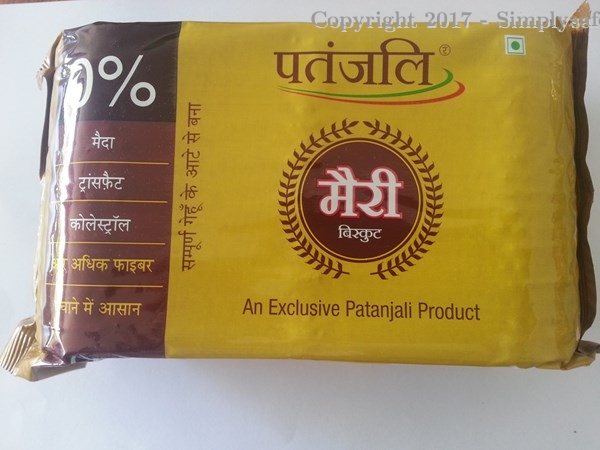 Copyright 2017 - Simplysaf
0%
मैदा
ट्रांसफ़ैट
कोलेस्ट्रॉल
अधिक फाइबर
में आसान
सम्पूर्ण गेहूँ के आटे से बना
पतंजलि®
मैरी
बिस्कुट
An Exclusive Patanjali Product